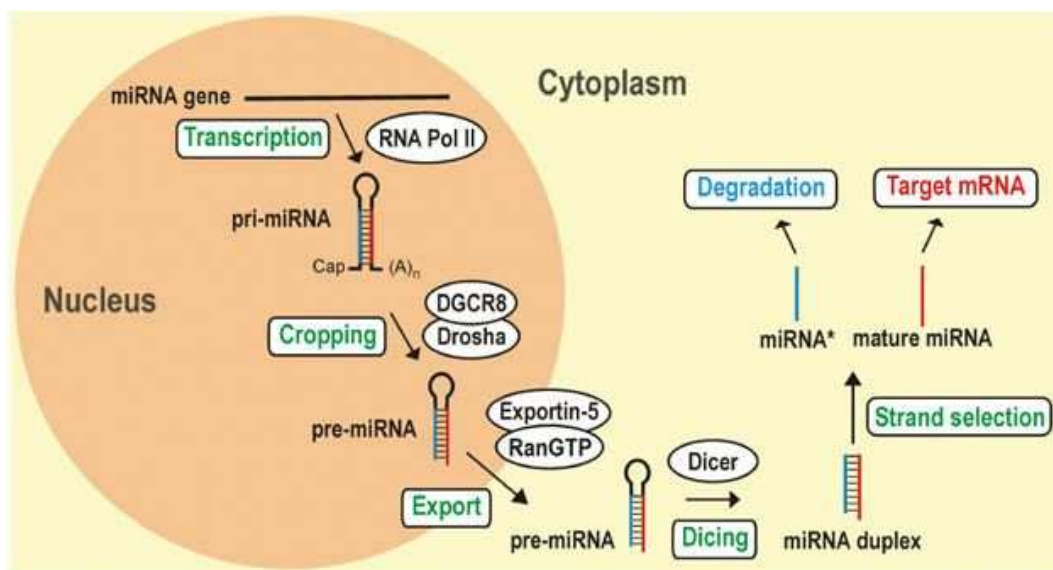 Cytoplasm
miRNA gene
Transcription
RNA Pol II
Degradation
Target mRNA
pri-miRNA
Cap
(A)n
Nucleus
DGCR8
Drosha
Cropping
miRNA*
mature miRNA
pre-miRNA
Exportin-5
RanGTP
Strand selection
Dicer
Export
pre-miRNA
Dicing
miRNA duplex